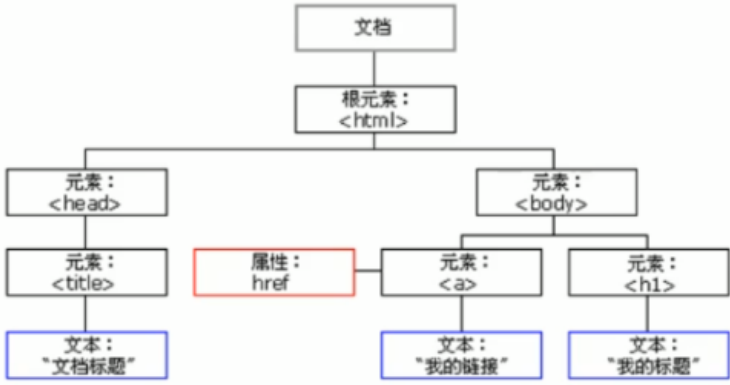 文档
根元素：
<html>
元素：
<head>
元素：
<body>
元素：
<title>
属性：
href
元素：
<a>
元素：
<h1>
文本：
“文档标题”
文本：
“我的链接”
文本：
“我的标题”